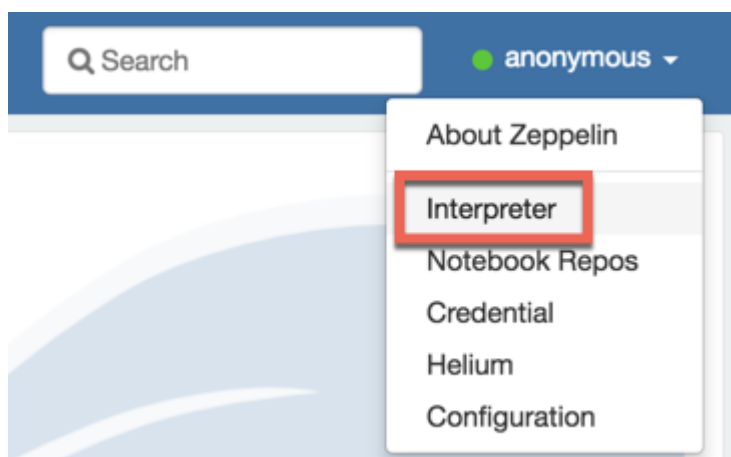 Search
anonymous
About Zeppelin
Interpreter
Notebook Repos
Credential
Helium
Configuration